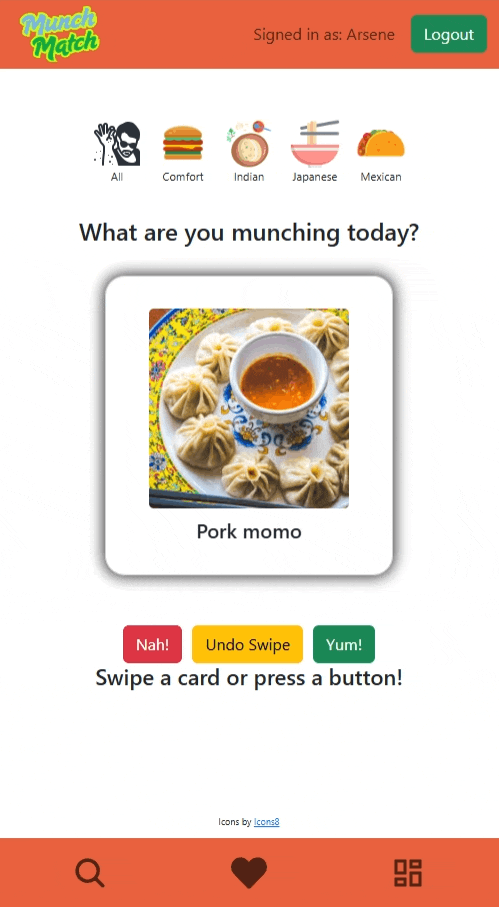 Munch
Match
Signed in as: Arsene
Logout
All
Comfort
Indian
Japanese
Mexican
What are you munching today?
Pork momo
Nah!
Undo Swipe
Yum!
Swipe a card or press a button!
Icons by Icons8